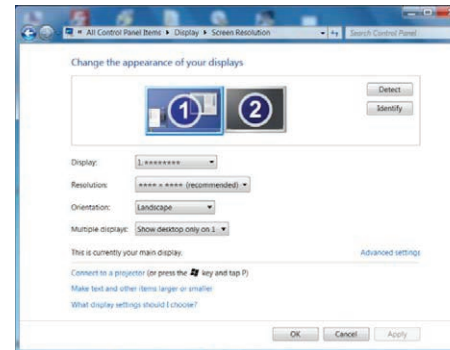 All Control Panel Items ▸ Display ▸ Screen Resolution
Search Control Panel
Change the appearance of your displays
1
2
Detect
Identify
Display: 1.********
Resolution: **** × **** (recommended)
Orientation: Landscape
Multiple displays: Show desktop only on 1
This is currently your main display.
Advanced settings
Connect to a projector (or press the key and tap P)
Make text and other items larger or smaller
What display settings should I choose?
OK
Cancel
Apply